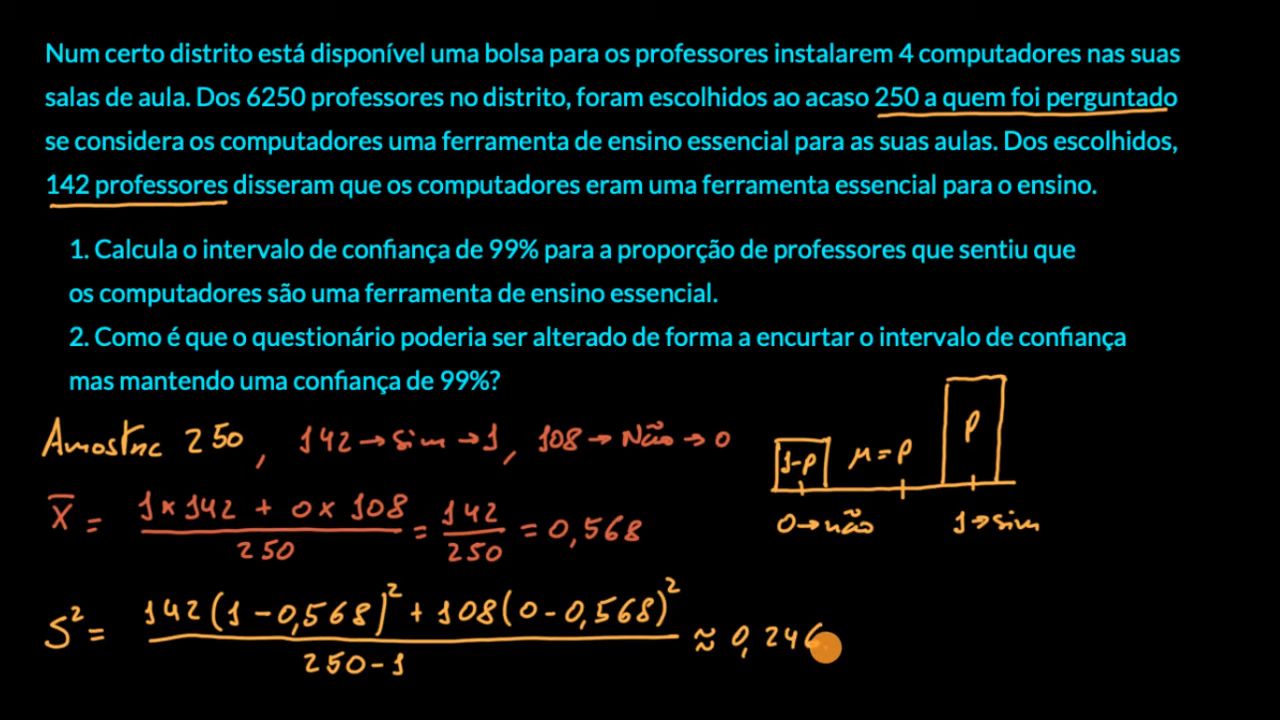 Num certo distrito está disponível uma bolsa para os professores instalarem 4 computadores nas suas
salas de aula. Dos 6250 professores no distrito, foram escolhidos ao acaso 250 a quem foi perguntado
se considera os computadores uma ferramenta de ensino essencial para as suas aulas. Dos escolhidos,
142 professores disseram que os computadores eram uma ferramenta essencial para o ensino.
1. Calcula o intervalo de confiança de 99% para a proporção de professores que sentiu que
os computadores são uma ferramenta de ensino essencial.
2. Como é que o questionário poderia ser alterado de forma a encurtar o intervalo de confiança
mas mantendo uma confiança de 99%?
Amostra 250, 142 → Sim → 1, 108 → Não → 0
1-p μ = p p
0 → não 1 → sim
X̅ = (1 × 142 + 0 × 108) / 250 = 142 / 250 = 0,568
S² = (142(1 - 0,568)² + 108(0 - 0,568)²) / (250 - 1) ≈ 0,246